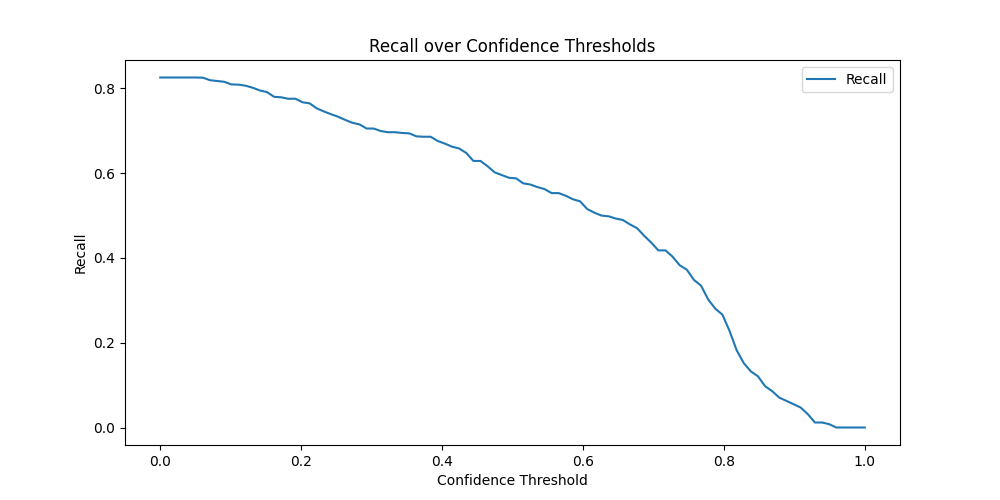 Recall over Confidence Thresholds
Recall
0.8
0.6
0.4
0.2
0.0
Recall
0.0 0.2 0.4 0.6 0.8 1.0
Confidence Threshold